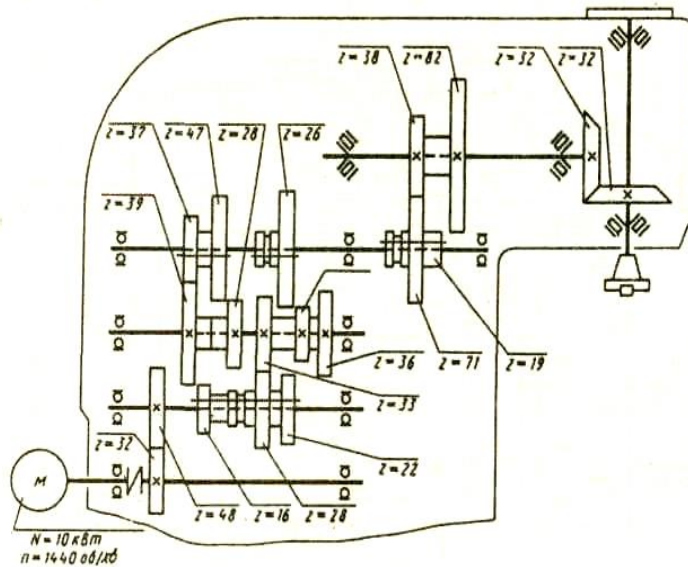 z=38 z=82
z=32 z=32
z=37 z=47 z=28 z=26
z=39
z=36 z=71 z=19
z=33
z=32
z=22
z=48 z=16 z=28
М
N=10 квт
n=1440 об/хв